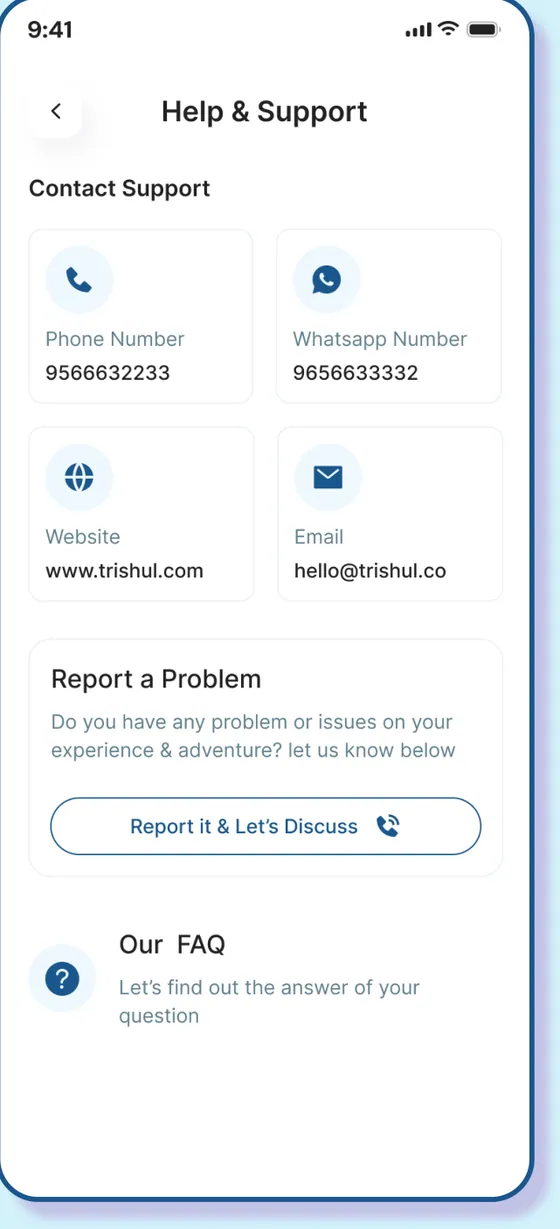 9:41
Help & Support
Contact Support
Phone Number
9566632233
Whatsapp Number
9656633332
Website
www.trishul.com
Email
hello@trishul.co
Report a Problem
Do you have any problem or issues on your
experience & adventure? let us know below
Report it & Let’s Discuss
?
Our FAQ
Let’s find out the answer of your
question